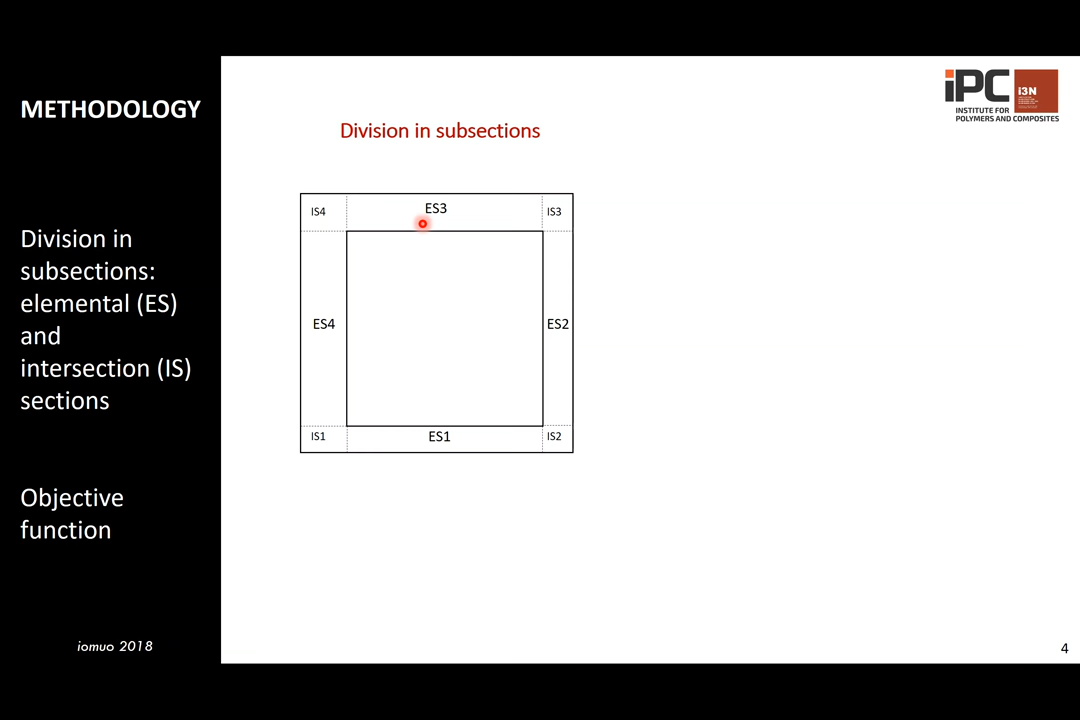 METHODOLOGY
Division in
subsections:
elemental (ES)
and
intersection (IS)
sections
Objective
function
iomuo 2018
iPC
i3N
INSTITUTE FOR
POLYMERS AND COMPOSITES
Division in subsections
IS4
ES3
IS3
ES4
ES2
IS1
ES1
IS2
4